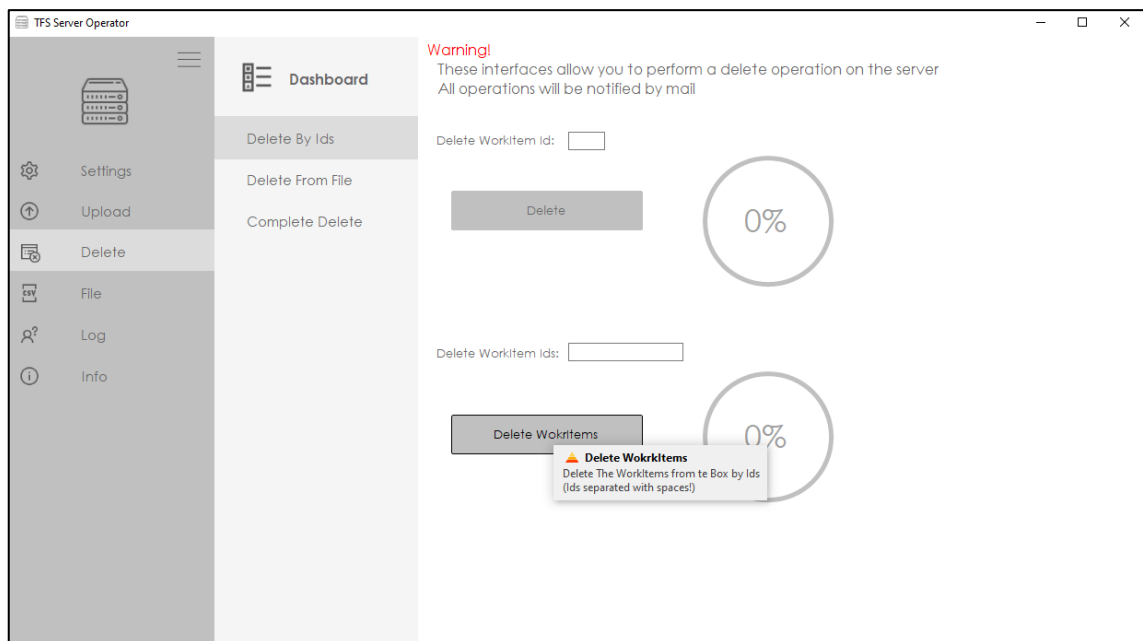 TFS Server Operator
Settings
Upload
Delete
CSV
File
Log
Info
Dashboard
Delete By Ids
Delete From File
Complete Delete
Warning!
These interfaces allow you to perform a delete operation on the server
All operations will be notified by mail
Delete WorkItem Id:
Delete
0%
Delete WorkItem Ids:
Delete WokrItems
0%
Delete WokrkItems
Delete The WorkItems from te Box by Ids
(Ids separated with spaces!)